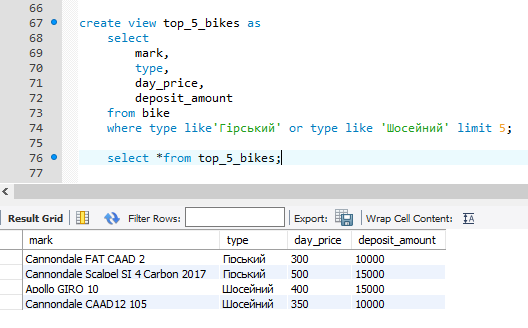 66
67 create view top_5_bikes as
68 select
69 mark,
70 type,
71 day_price,
72 deposit_amount
73 from bike
74 where type like'Гірський' or type like 'Шосейний' limit 5;
75
76 select *from top_5_bikes;
77
Result Grid Filter Rows: Export: Wrap Cell Content:
mark type day_price deposit_amount
Cannondale FAT CAAD 2 Гірський 300 10000
Cannondale Scalpel SI 4 Carbon 2017 Гірський 500 15000
Apollo GIRO 10 Шосейний 400 15000
Cannondale CAAD12 105 Шосейний 350 10000